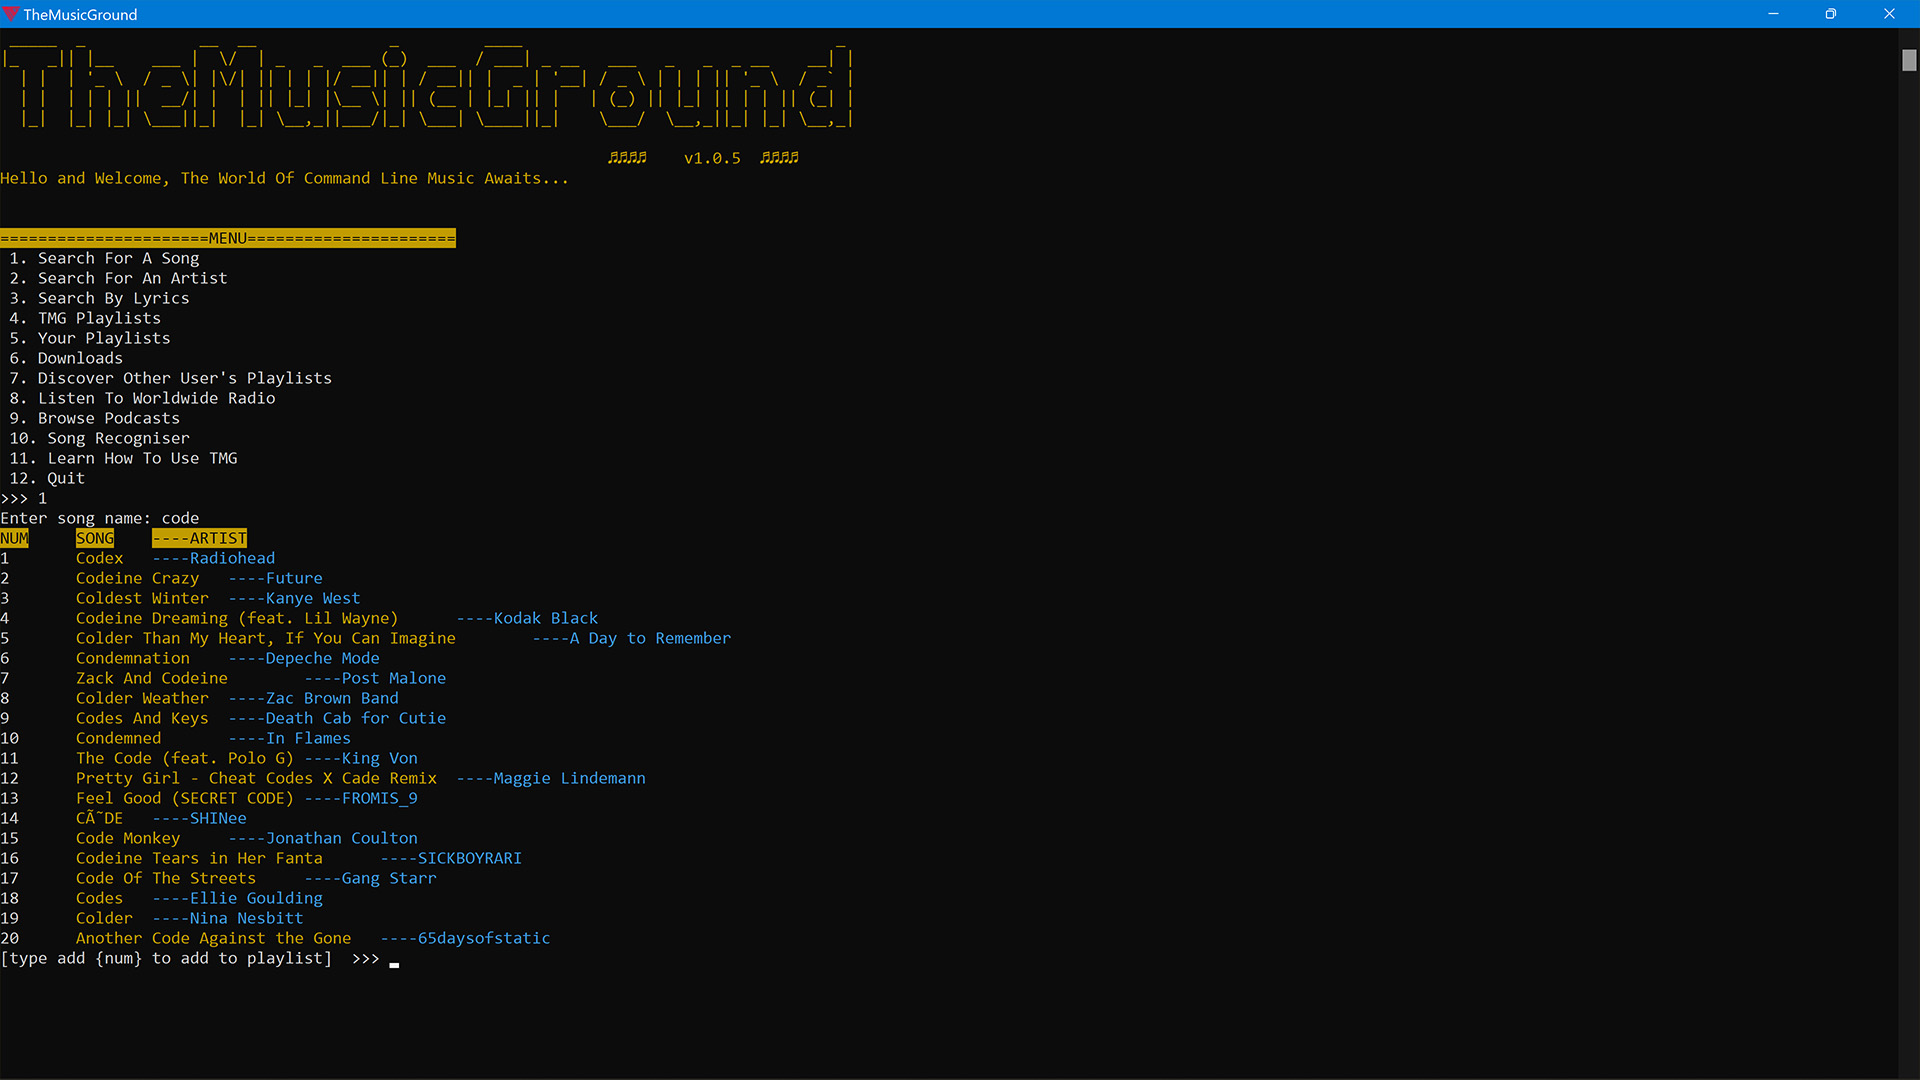 TheMusicGround
TheMusicGround
♫♫♫♫ v1.0.5 ♫♫♫♫
Hello and Welcome, The World Of Command Line Music Awaits...
======================MENU======================
1. Search For A Song
2. Search For An Artist
3. Search By Lyrics
4. TMG Playlists
5. Your Playlists
6. Downloads
7. Discover Other User's Playlists
8. Listen To Worldwide Radio
9. Browse Podcasts
10. Song Recogniser
11. Learn How To Use TMG
12. Quit
>>> 1
Enter song name: code
NUM SONG ----ARTIST
1 Codex ----Radiohead
2 Codeine Crazy ----Future
3 Coldest Winter ----Kanye West
4 Codeine Dreaming (feat. Lil Wayne) ----Kodak Black
5 Colder Than My Heart, If You Can Imagine ----A Day to Remember
6 Condemnation ----Depeche Mode
7 Zack And Codeine ----Post Malone
8 Colder Weather ----Zac Brown Band
9 Codes And Keys ----Death Cab for Cutie
10 Condemned ----In Flames
11 The Code (feat. Polo G) ----King Von
12 Pretty Girl - Cheat Codes X Cade Remix ----Maggie Lindemann
13 Feel Good (SECRET CODE) ----FROMIS_9
14 CÃ˜DE ----SHINee
15 Code Monkey ----Jonathan Coulton
16 Codeine Tears in Her Fanta ----SICKBOYRARI
17 Code Of The Streets ----Gang Starr
18 Codes ----Ellie Goulding
19 Colder ----Nina Nesbitt
20 Another Code Against the Gone ----65daysofstatic
[type add {num} to add to playlist] >>> _